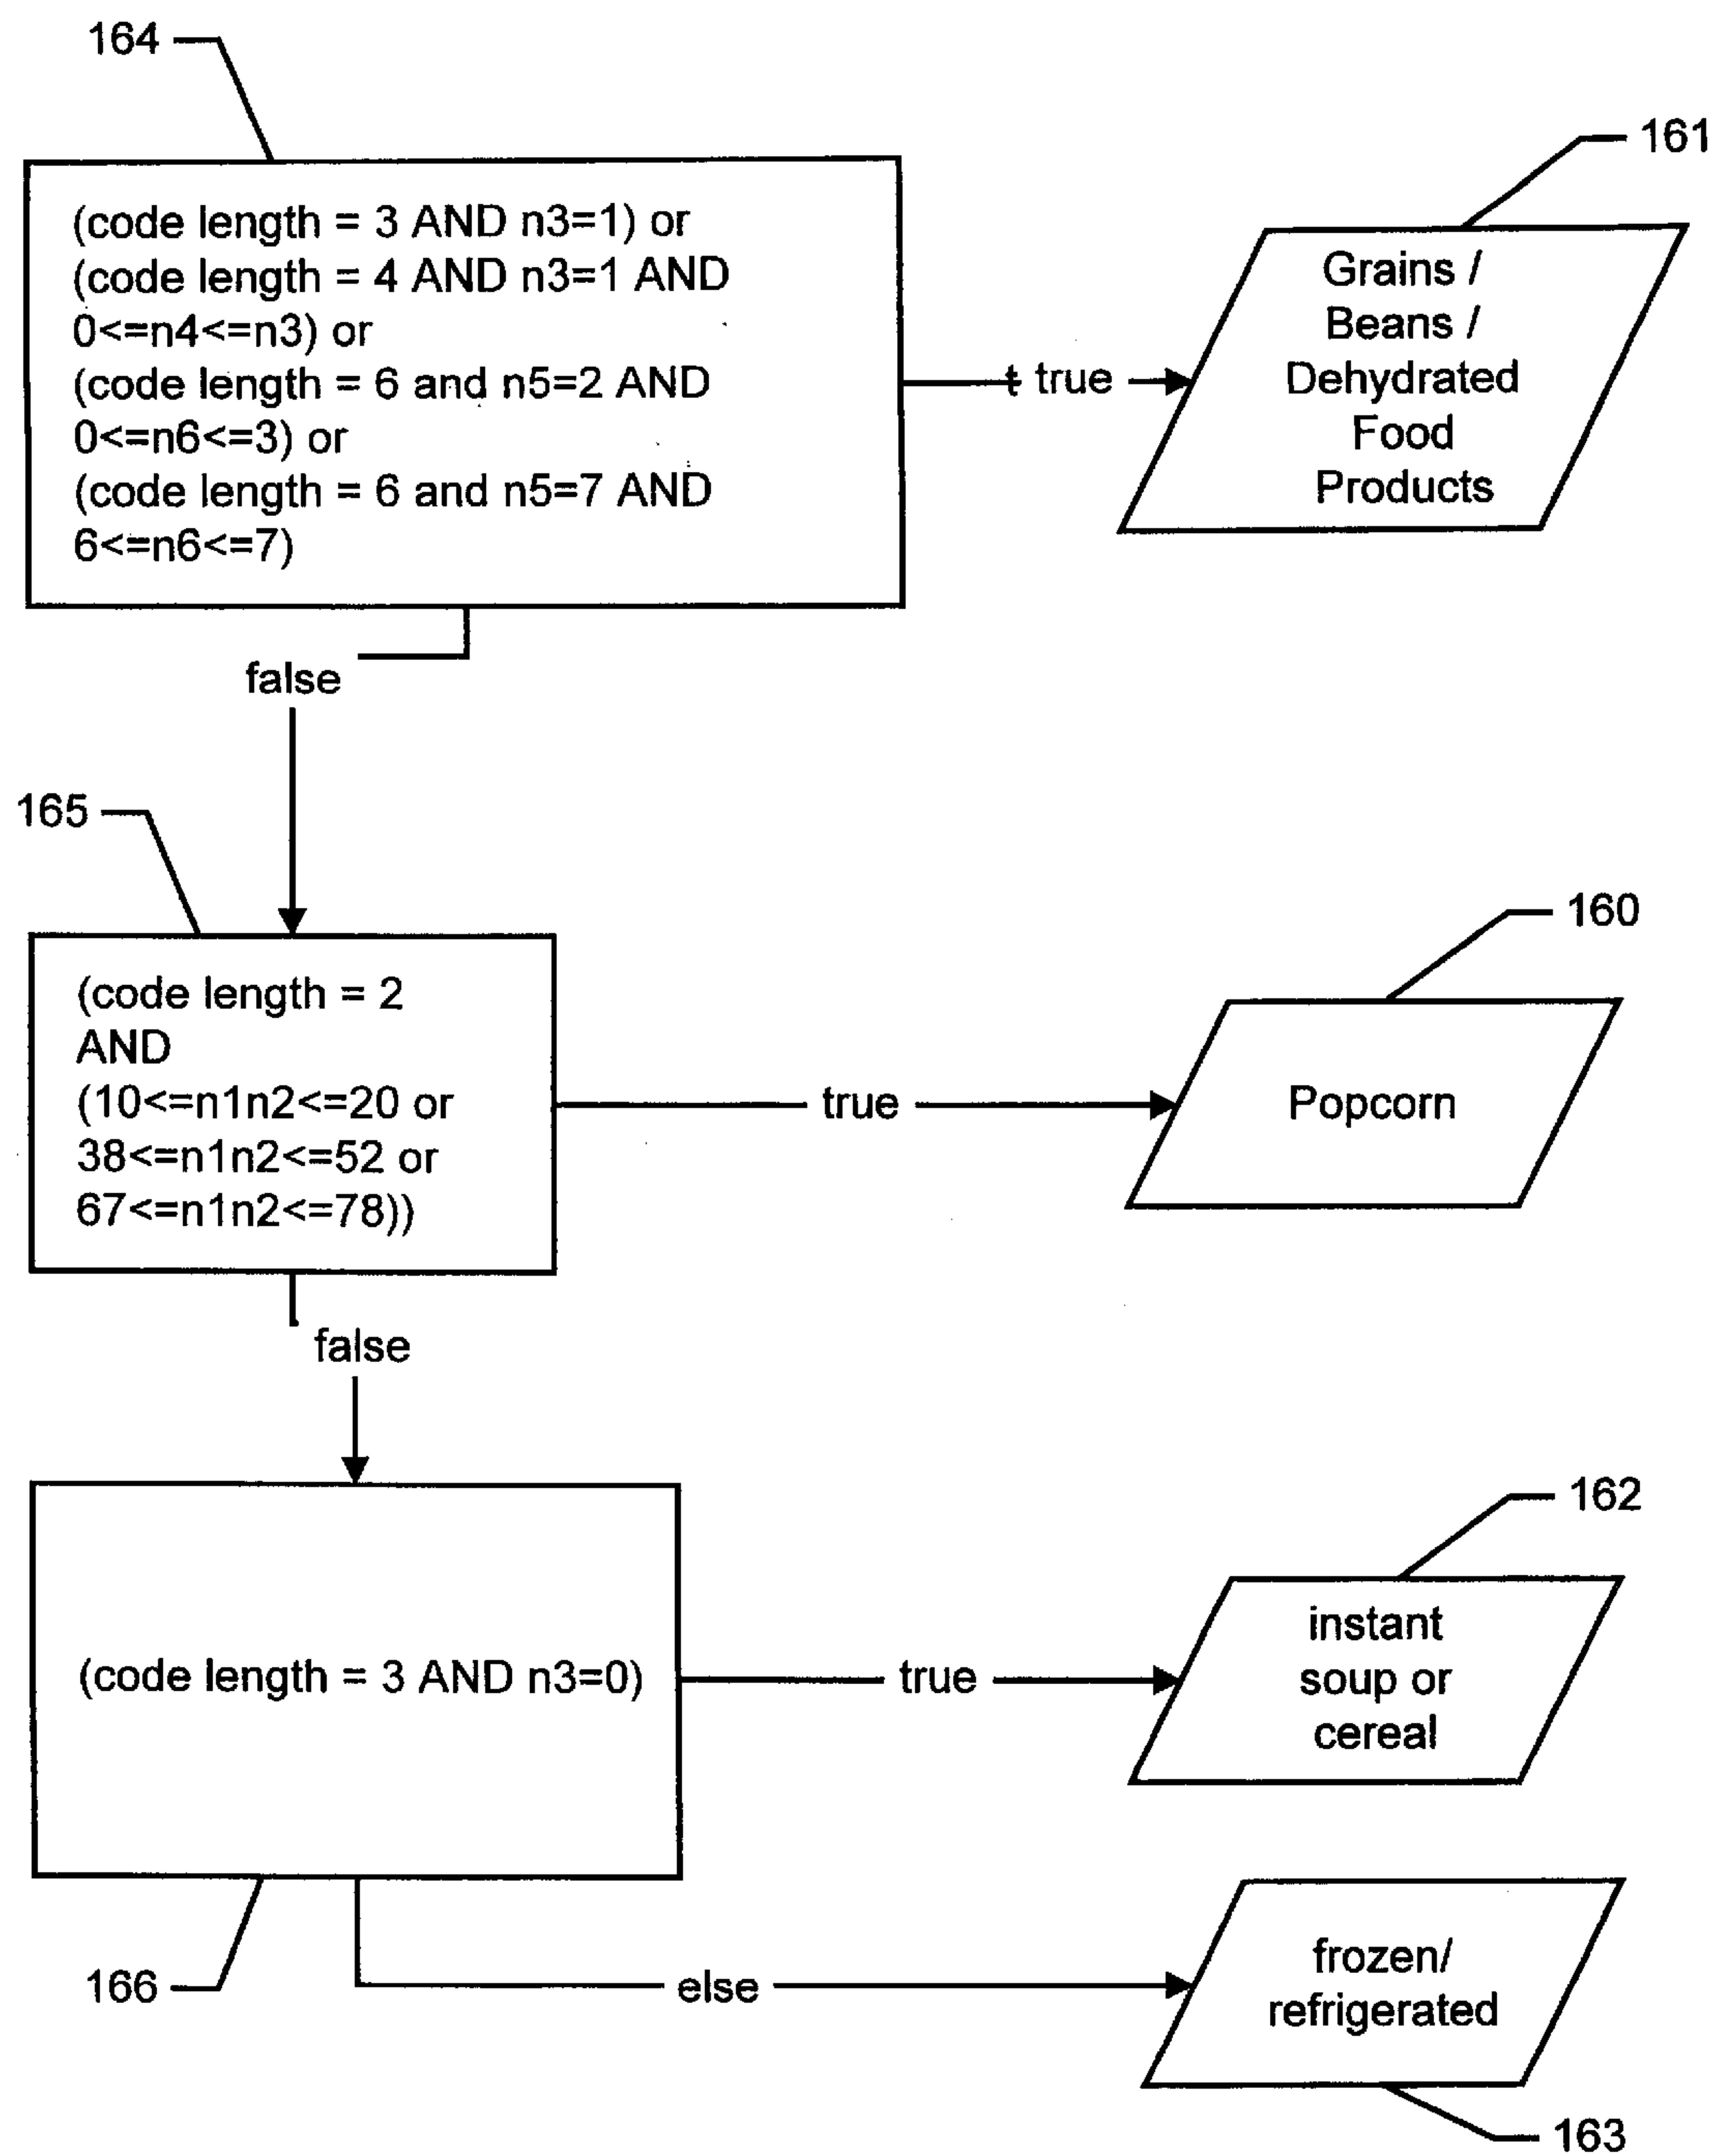 164
161
(code length = 3 AND n3=1) or
(code length = 4 AND n3=1 AND
0<=n4<=n3) or
(code length = 6 and n5=2 AND
0<=n6<=3) or
(code length = 6 and n5=7 AND
6<=n6<=7)
t true
Grains /
Beans /
Dehydrated
Food
Products
false
165
160
(code length = 2
AND
(10<=n1n2<=20 or
38<=n1n2<=52 or
67<=n1n2<=78))
true
Popcorn
false
162
(code length = 3 AND n3=0)
true
instant
soup or
cereal
166
else
frozen/
refrigerated
163